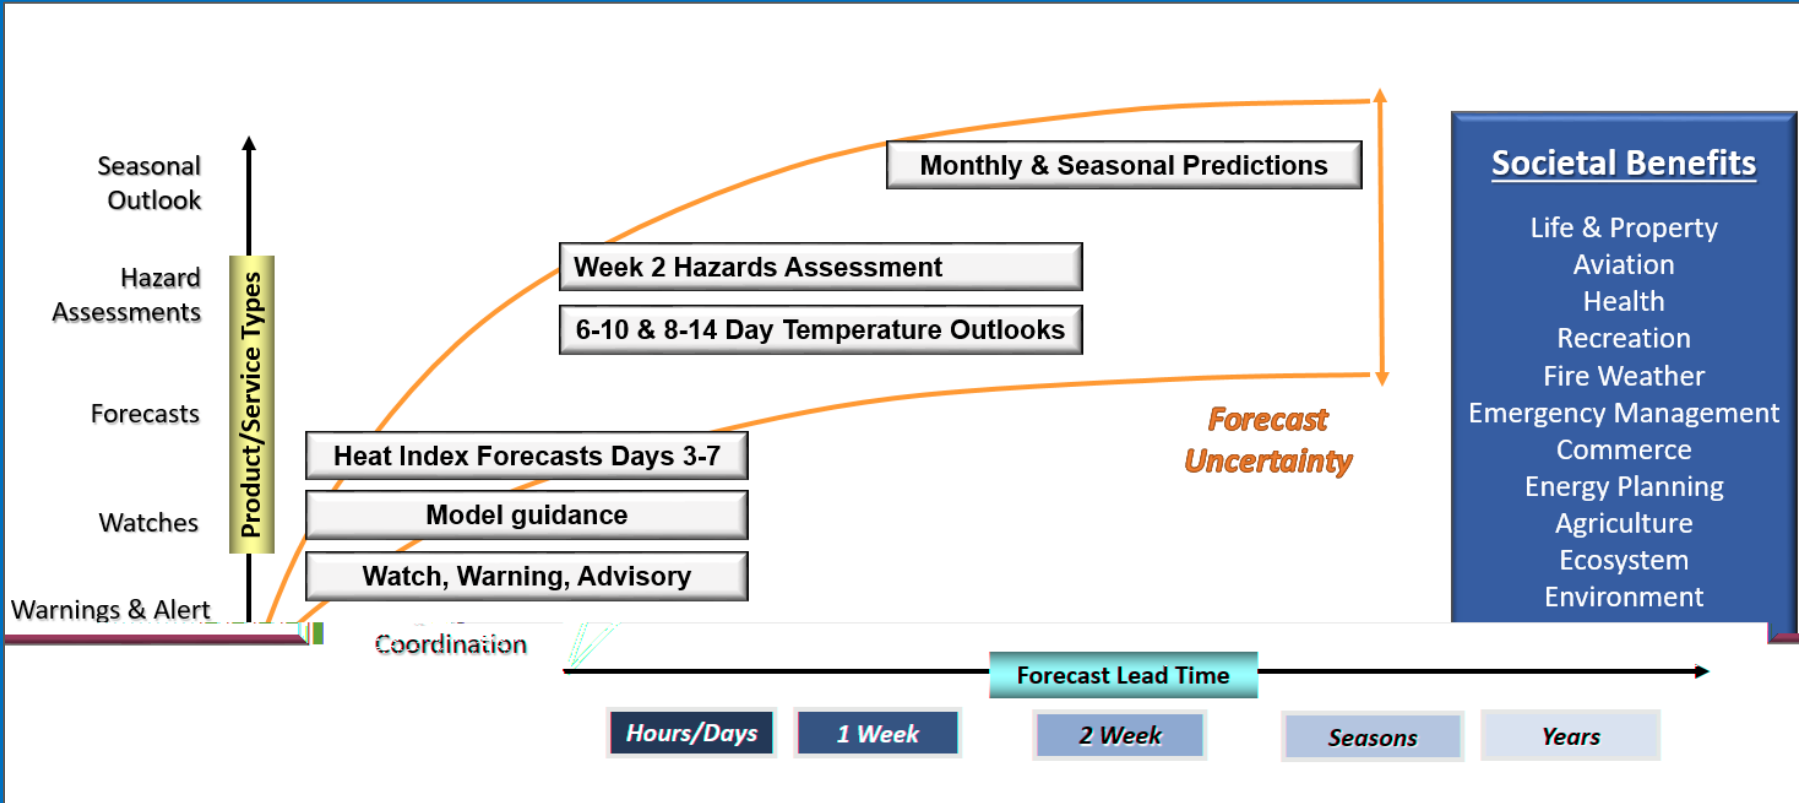 Seasonal
Outlook
Hazard
Assessments
Forecasts
Watches
Warnings & Alert
Coordination
Product/Service Types
Monthly & Seasonal Predictions
Week 2 Hazards Assessment
6-10 & 8-14 Day Temperature Outlooks
Heat Index Forecasts Days 3-7
Model guidance
Watch, Warning, Advisory
Forecast
Uncertainty
Societal Benefits
Life & Property
Aviation
Health
Recreation
Fire Weather
Emergency Management
Commerce
Energy Planning
Agriculture
Ecosystem
Environment
Forecast Lead Time
Hours/Days
1 Week
2 Week
Seasons
Years